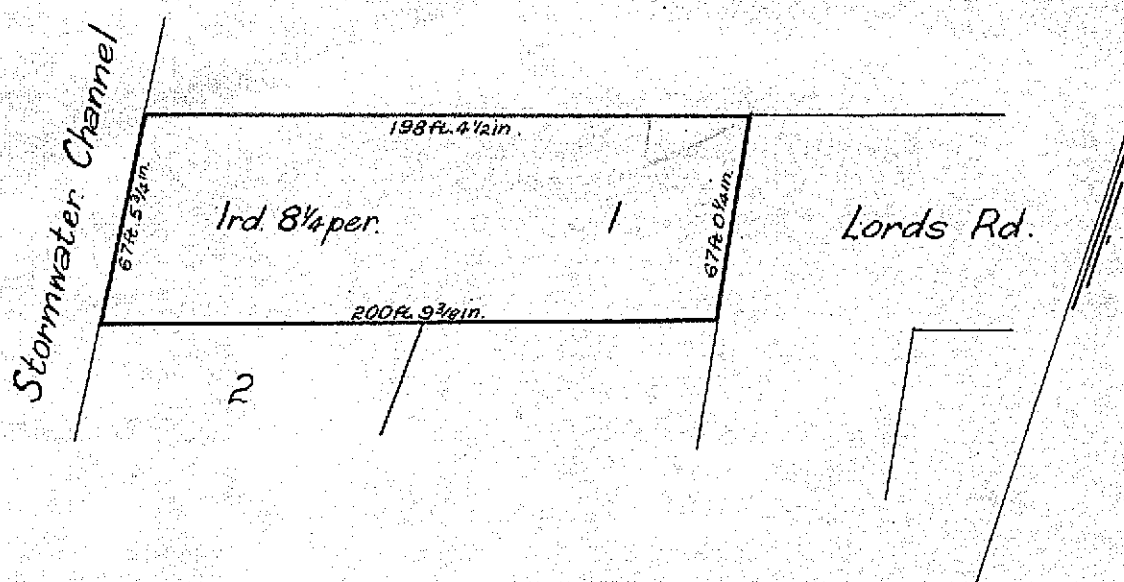 Stormwater Channel
198ft. 4½in.
67ft. 5¾in.
1rd. 8¼per.
1
67ft. 0¼in.
Lords Rd.
200ft. 9⅜in.
2